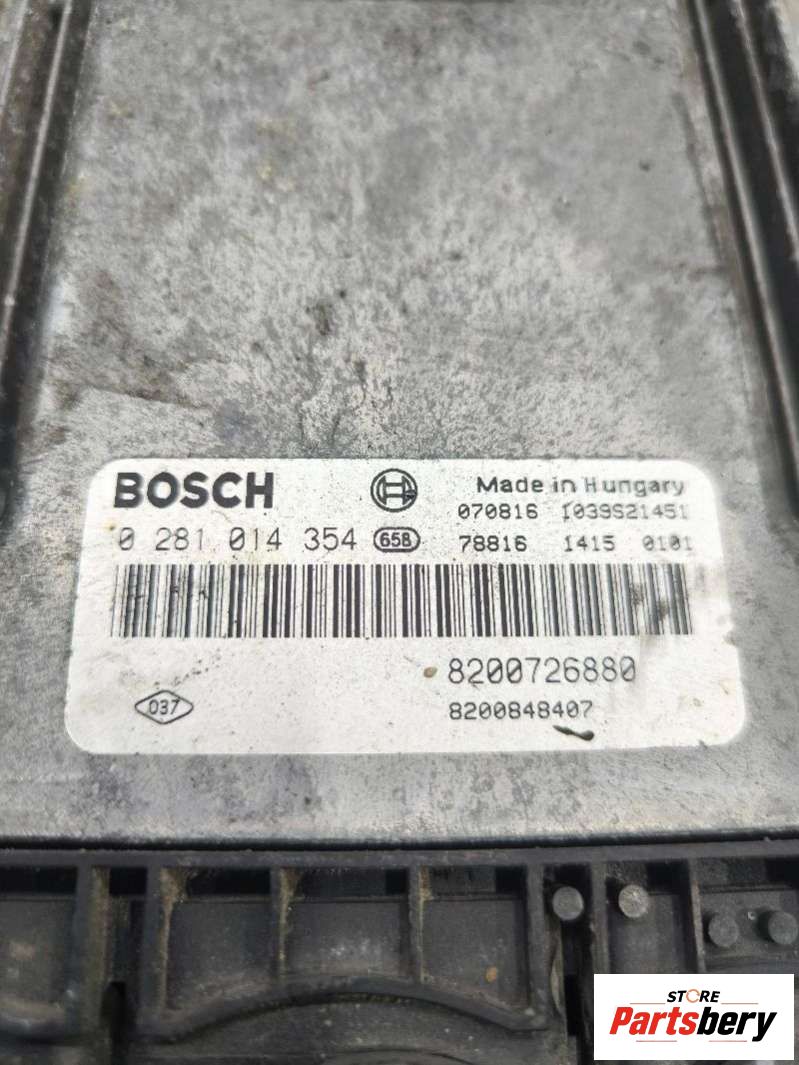 BOSCH
Made in Hungary
070816 1039S21451
0 281 014 354 658
78816 1415 0101
8200726880
037
8200848407
STORE
Partsbery